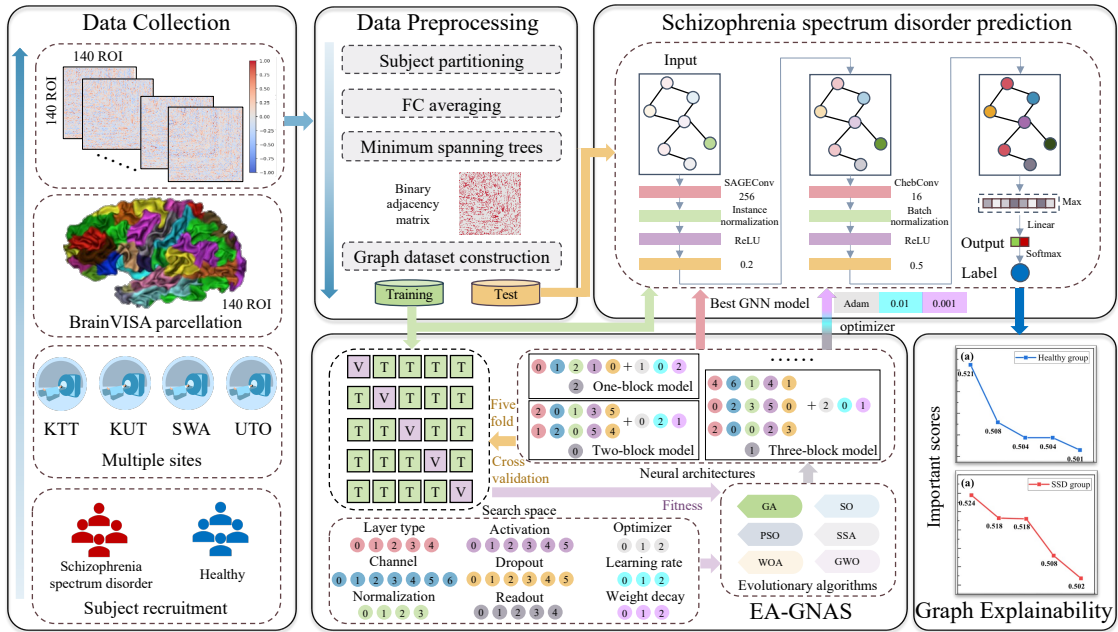 Data Collection
140 ROI
140 ROI
1.00
0.75
0.50
0.25
0.00
-0.25
-0.50
-0.75
-1.00
140 ROI
BrainVISA parcellation
KTT KUT SWA UTO
Multiple sites
Schizophrenia
spectrum disorder
Healthy
Subject recruitment
Data Preprocessing
Subject partitioning
FC averaging
Minimum spanning trees
Binary
adjacency
matrix
Graph dataset construction
Training
Test
Schizophrenia spectrum disorder prediction
Input
SAGEConv
256
Instance
normalization
ReLU
0.2
ChebConv
16
Batch
normalization
ReLU
0.5
Max
Linear
Output
Softmax
Label
Best GNN model
Adam 0.01 0.001
optimizer
V T T T T
T V T T T
T T V T T
T T T V T
T T T T V
Five
fold
Cross
validation
0 1 2 1 0 + 1 0 2
2
One-block model
2 0 1 3 5
1 2 0 5 4
+ 0 2 1
0
Two-block model
......
4 6 1 4 1
0 2 3 5 0
2 0 0 2 3
+ 2 0 1
1
Three-block model
Neural architectures
Fitness
Search space
Layer type
0 1 2 3 4
Channel
0 1 2 3 4 5 6
Normalization
0 1 2 3
Activation
0 1 2 3 4 5
Dropout
0 1 2 3 4 5
Readout
0 1 2 3 4
Optimizer
0 1 2
Learning rate
0 1 2
Weight decay
0 1 2
GA SO
PSO SSA
WOA GWO
Evolutionary algorithms
EA-GNAS
Important scores
(a)
Healthy group
0.521
0.508
0.504
0.504
0.501
(a)
SSD group
0.524
0.518
0.518
0.508
0.502
Graph Explainability